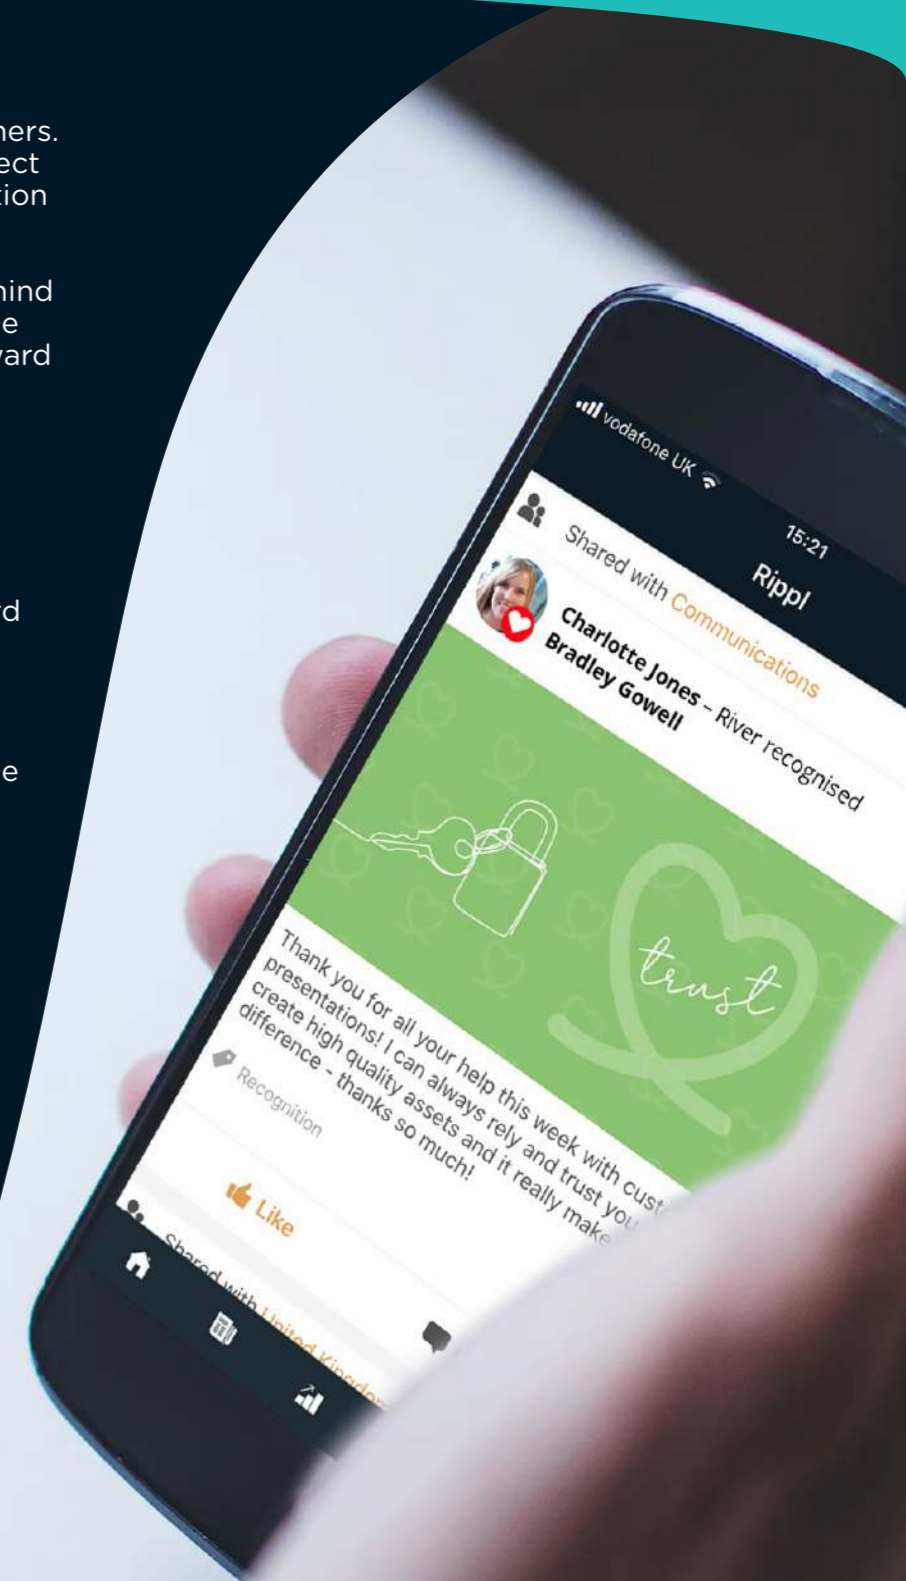 ners.
ect
tion
hind
e
vard
rd
e
vodafone UK
15:21
Rippl
Shared with Communications
Charlotte Jones – River recognised
Bradley Gowell
trust
Thank you for all your help this week with
presentations! I can always rely and trust you
create high quality assets and it really make
difference - thanks so much!
Recognition
Like
Shared with United Kingdom